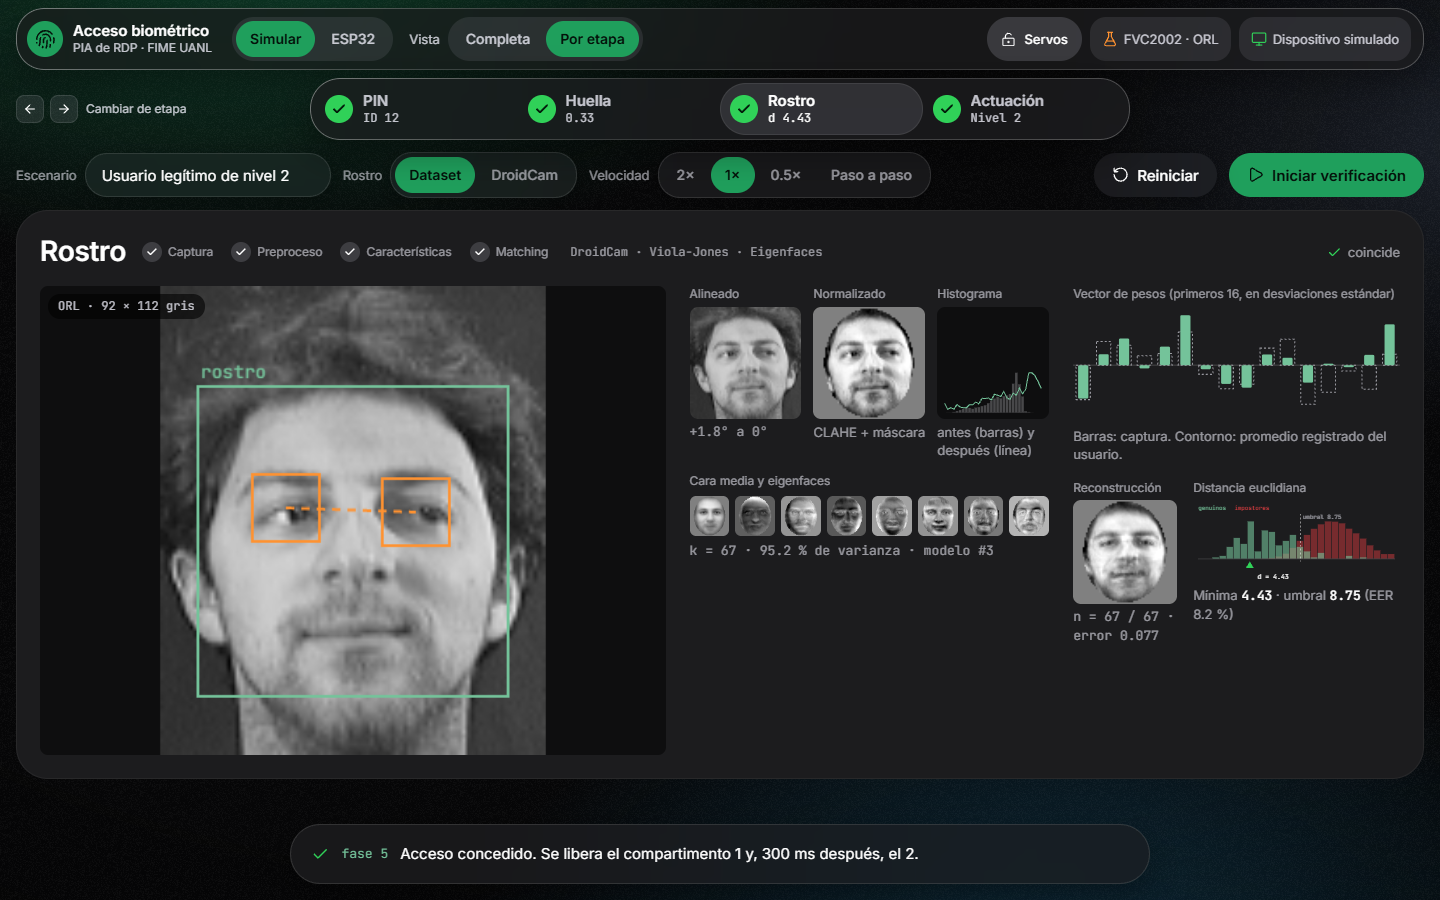 Acceso biométrico
PIA de RDP · FIME UANL
Simular
ESP32
Vista
Completa
Por etapa
Servos
FVC2002 · ORL
Dispositivo simulado
Cambiar de etapa
PIN
ID 12
Huella
0.33
Rostro
d 4.43
Actuación
Nivel 2
Escenario
Usuario legítimo de nivel 2
Rostro
Dataset
DroidCam
Velocidad
2×
1×
0.5×
Paso a paso
Reiniciar
Iniciar verificación
Rostro
Captura
Preproceso
Características
Matching
DroidCam · Viola-Jones · Eigenfaces
coincide
ORL · 92 × 112 gris
rostro
Alineado
+1.8° a 0°
Normalizado
CLAHE + máscara
Histograma
antes (barras) y
después (línea)
Cara media y eigenfaces
k = 67 · 95.2 % de varianza · modelo #3
Vector de pesos (primeros 16, en desviaciones estándar)
Barras: captura. Contorno: promedio registrado del
usuario.
Reconstrucción
n = 67 / 67 ·
error 0.077
Distancia euclidiana
genuinos impostores
umbral 8.75
d = 4.43
Mínima 4.43 · umbral 8.75 (EER
8.2 %)
fase 5 Acceso concedido. Se libera el compartimento 1 y, 300 ms después, el 2.